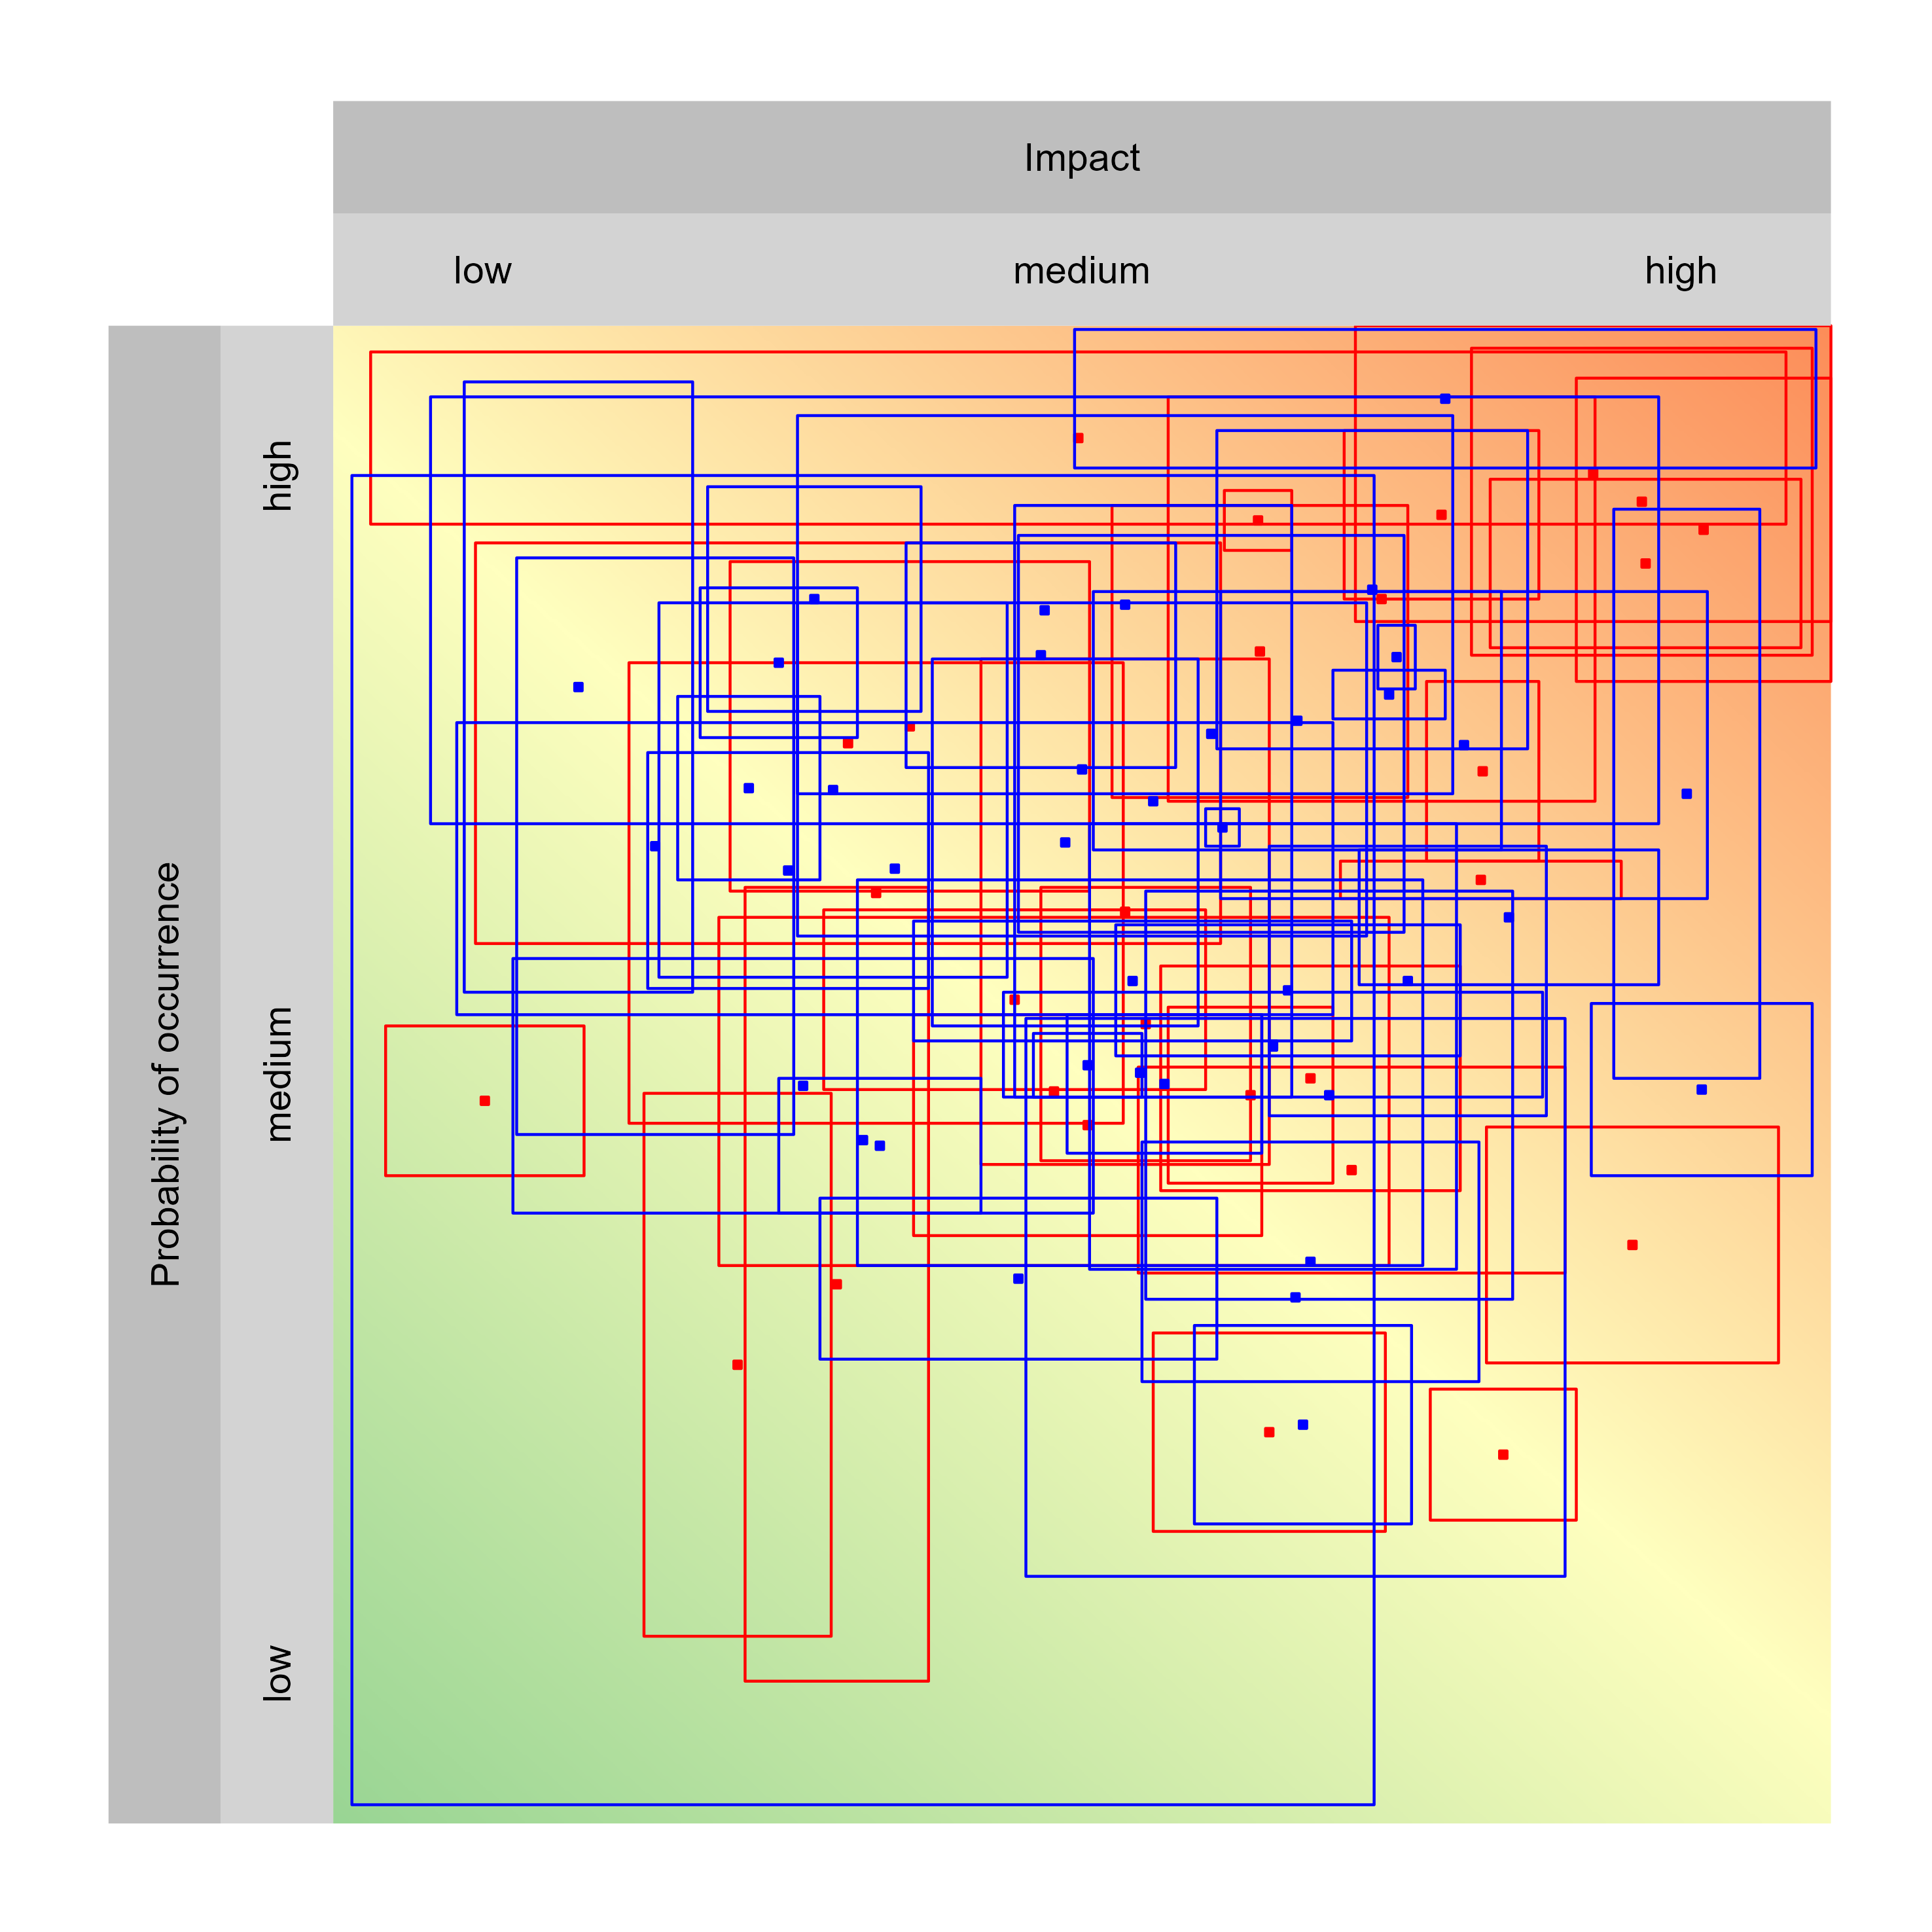 Impact
low medium high
Probability of occurrence
high
medium
low